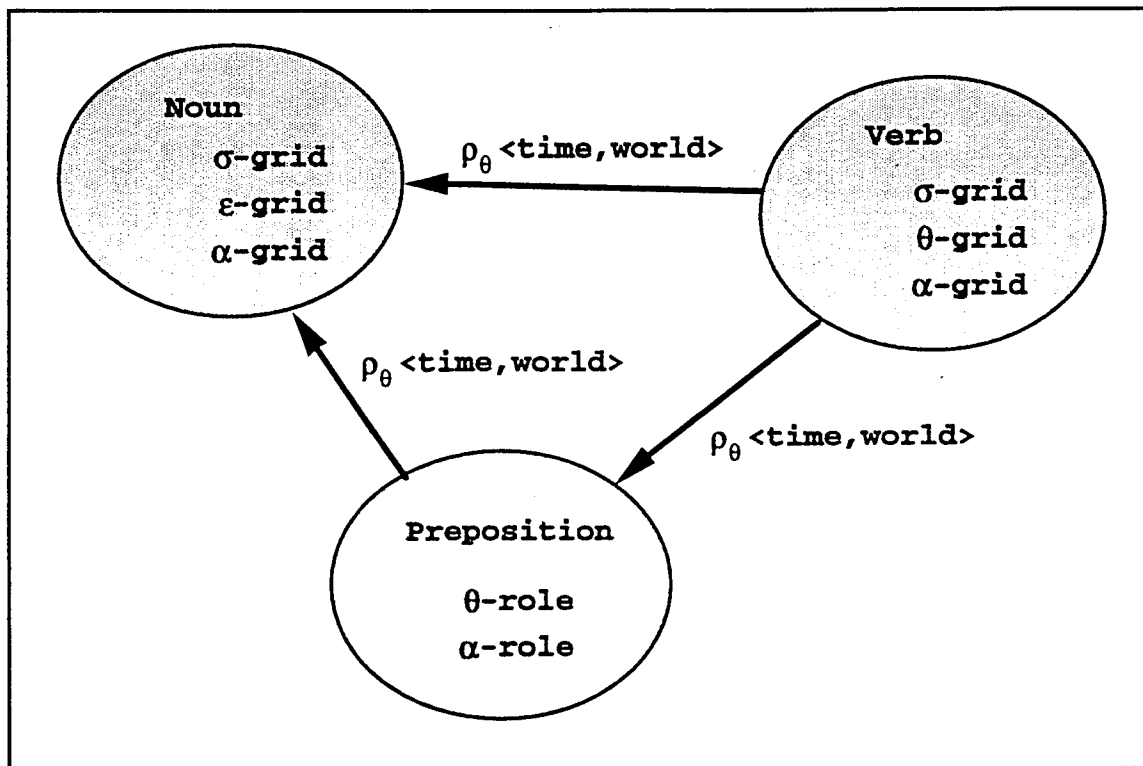 Noun
σ-grid
ε-grid
α-grid
ρθ <time,world>
Verb
σ-grid
θ-grid
α-grid
ρθ <time,world>
ρθ <time,world>
Preposition
θ-role
α-role